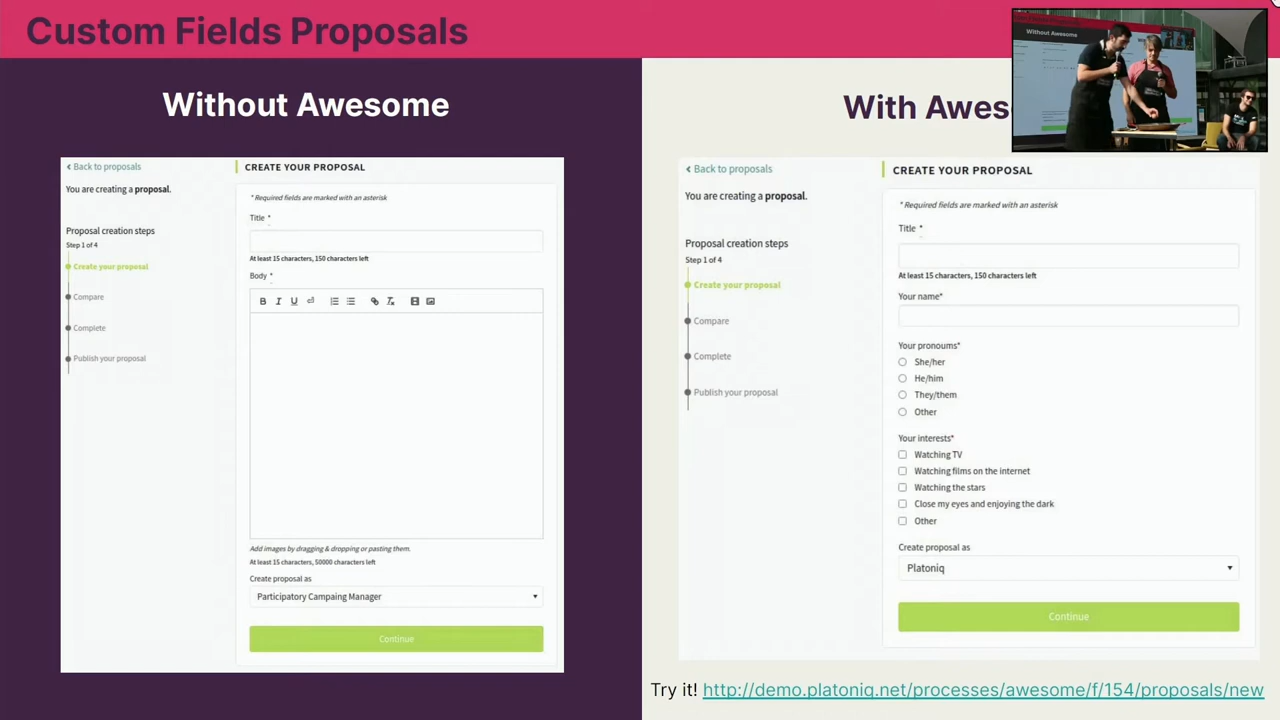 Custom Fields Proposals
Without Awesome
Back to proposals
You are creating a proposal.
Proposal creation steps
Step 1 of 4
Create your proposal
Compare
Complete
Publish your proposal
CREATE YOUR PROPOSAL
* Required fields are marked with an asterisk
Title *
At least 15 characters, 150 characters left
Body *
B I U
Add images by dragging & dropping or pasting them.
At least 15 characters, 50000 characters left
Create proposal as
Participatory Campaing Manager
Continue
With Awes
Without Awesome
Back to proposals
You are creating a proposal.
Proposal creation steps
Step 1 of 4
Create your proposal
Compare
Complete
Publish your proposal
CREATE YOUR PROPOSAL
* Required fields are marked with an asterisk
Title *
At least 15 characters, 150 characters left
Your name*
Your pronouns*
She/her
He/him
They/them
Other
Your interests*
Watching TV
Watching films on the internet
Watching the stars
Close my eyes and enjoying the dark
Other
Create proposal as
Platoniq
Continue
Try it! http://demo.platoniq.net/processes/awesome/f/154/proposals/new